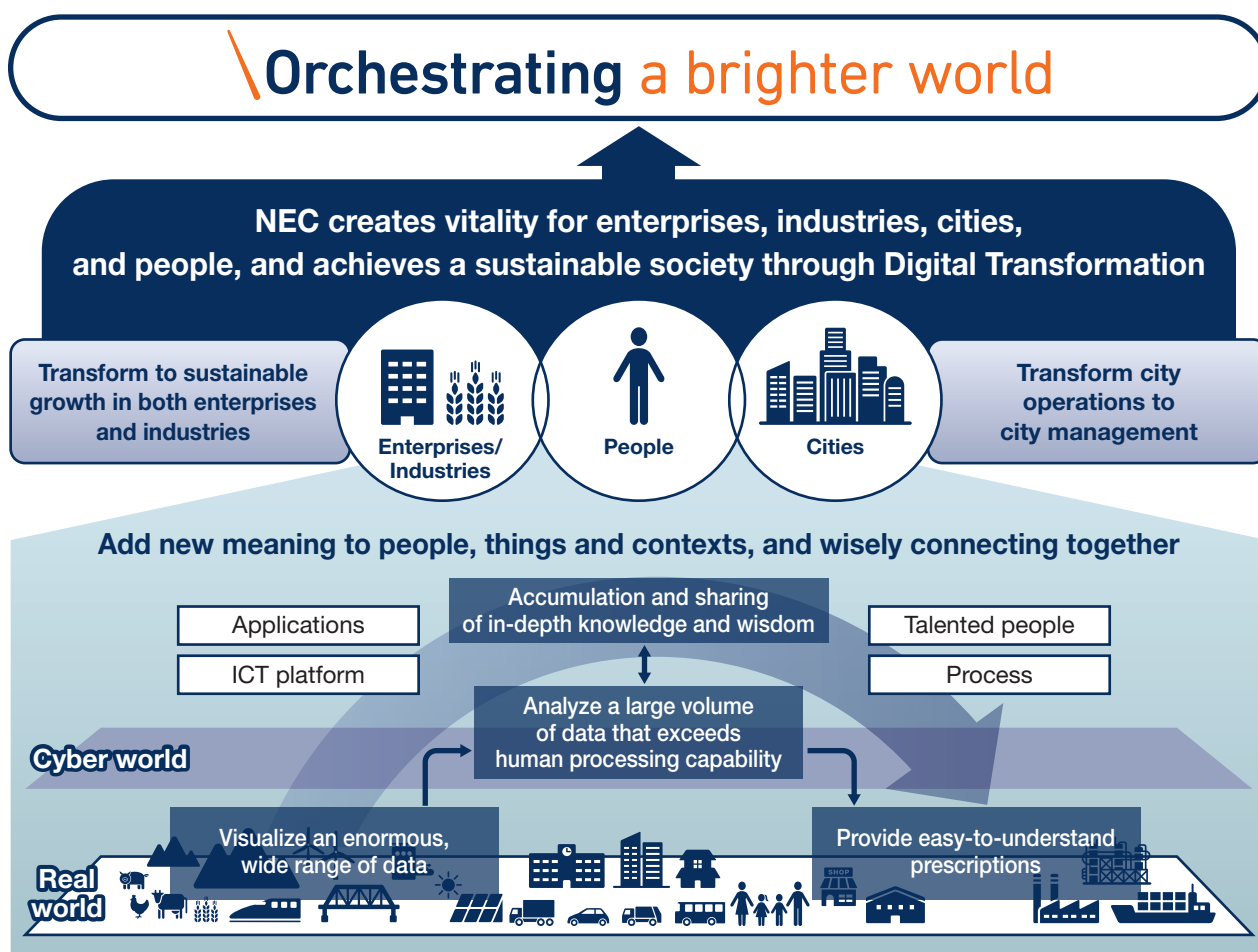 \Orchestrating a brighter world
NEC creates vitality for enterprises, industries, cities,
and people, and achieves a sustainable society through Digital Transformation
Transform to sustainable
growth in both enterprises
and industries
Enterprises/
Industries
People
Cities
Transform city
operations to
city management
Add new meaning to people, things and contexts, and wisely connecting together
Applications
ICT platform
Accumulation and sharing
of in-depth knowledge and wisdom
Talented people
Process
Analyze a large volume
of data that exceeds
human processing capability
Cyber world
Visualize an enormous,
wide range of data
Provide easy-to-understand
prescriptions
Real
world
SHOP